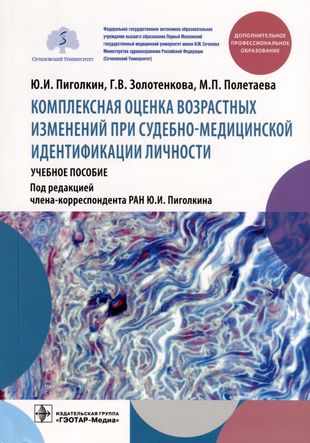 Сеченовский Университет
Федеральное государственное автономное образовательное
учреждение высшего образования Первый Московский
государственный медицинский университет имени И.М. Сеченова
Министерства здравоохранения Российской Федерации
(Сеченовский Университет)
ДОПОЛНИТЕЛЬНОЕ
ПРОФЕССИОНАЛЬНОЕ
ОБРАЗОВАНИЕ
Ю.И. Пиголкин, Г.В. Золотенкова, М.П. Полетаева
КОМПЛЕКСНАЯ ОЦЕНКА ВОЗРАСТНЫХ
ИЗМЕНЕНИЙ ПРИ СУДЕБНО-МЕДИЦИНСКОЙ
ИДЕНТИФИКАЦИИ ЛИЧНОСТИ
УЧЕБНОЕ ПОСОБИЕ
Под редакцией
члена-корреспондента РАН Ю.И. Пиголкина
ИЗДАТЕЛЬСКАЯ ГРУППА
«ГЭОТАР-Медиа»